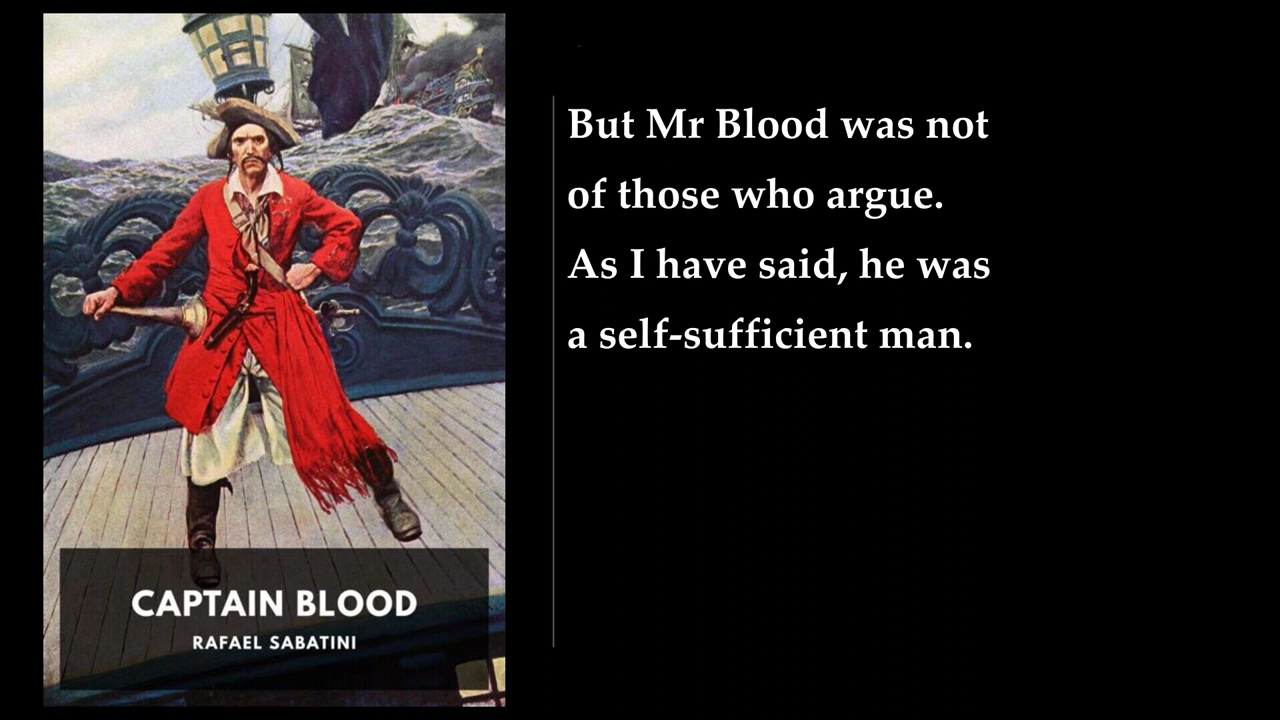 But Mr Blood was not
of those who argue.
As I have said, he was
a self-sufficient man.
CAPTAIN BLOOD
RAFAEL SABATINI